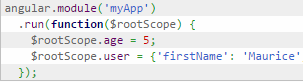 angular.module('myApp')
.run(function($rootScope) {
$rootScope.age = 5;
$rootScope.user = {'firstName': 'Maurice'
});